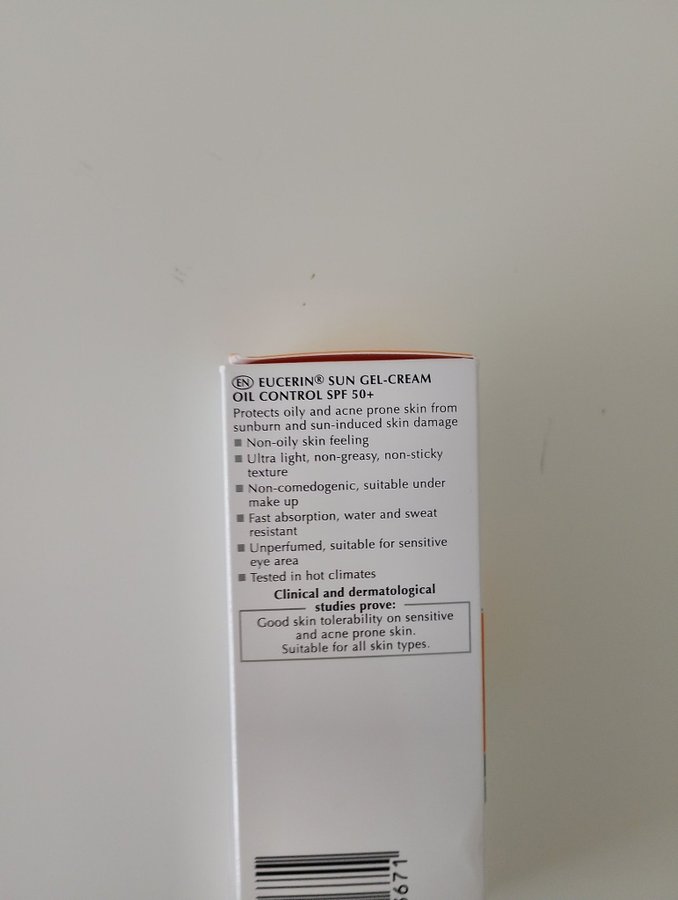 EN EUCERIN® SUN GEL-CREAM
OIL CONTROL SPF 50+
Protects oily and acne prone skin from
sunburn and sun-induced skin damage
■ Non-oily skin feeling
■ Ultra light, non-greasy, non-sticky
texture
■ Non-comedogenic, suitable under
make up
■ Fast absorption, water and sweat
resistant
■ Unperfumed, suitable for sensitive
eye area
■ Tested in hot climates
Clinical and dermatological
studies prove:
Good skin tolerability on sensitive
and acne prone skin.
Suitable for all skin types.
671